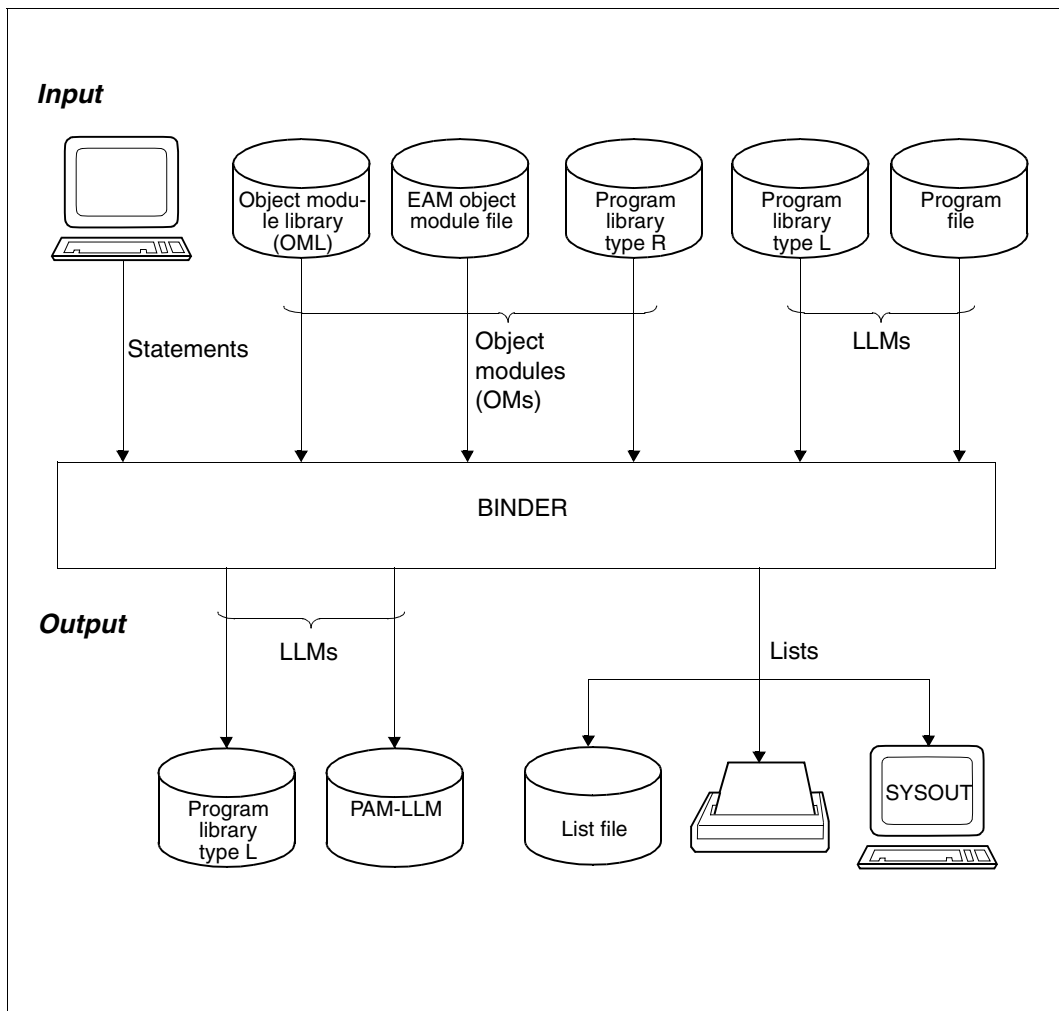 Input
Object modu-
le library
(OML)
EAM object
module file
Program
library
type R
Program
library
type L
Program
file
Statements
Object
modules
(OMs)
LLMs
BINDER
Output
LLMs
Lists
Program
library
type L
PAM-LLM
List file
SYSOUT